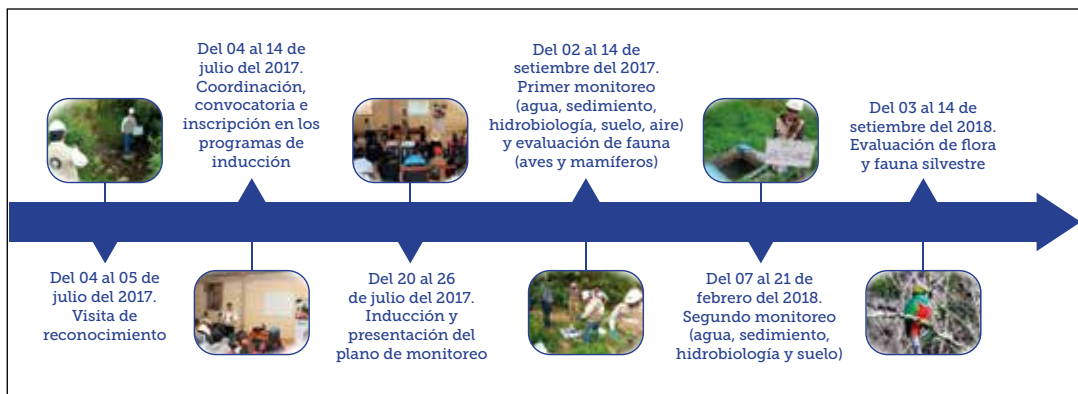 Del 04 al 14 de
julio del 2017.
Coordinación,
convocatoria e
inscripción en los
programas de
inducción
Del 02 al 14 de
setiembre del 2017.
Primer monitoreo
(agua, sedimiento,
hidrobiología, suelo, aire)
y evaluación de fauna
(aves y mamíferos)
Del 03 al 14 de
setiembre del 2018.
Evaluación de flora
y fauna silvestre
Del 04 al 05 de
julio del 2017.
Visita de
reconocimiento
Del 20 al 26
de julio del 2017.
Inducción y
presentación del
plano de monitoreo
Del 07 al 21 de
febrero del 2018.
Segundo monitoreo
(agua, sedimiento,
hidrobiología y suelo)